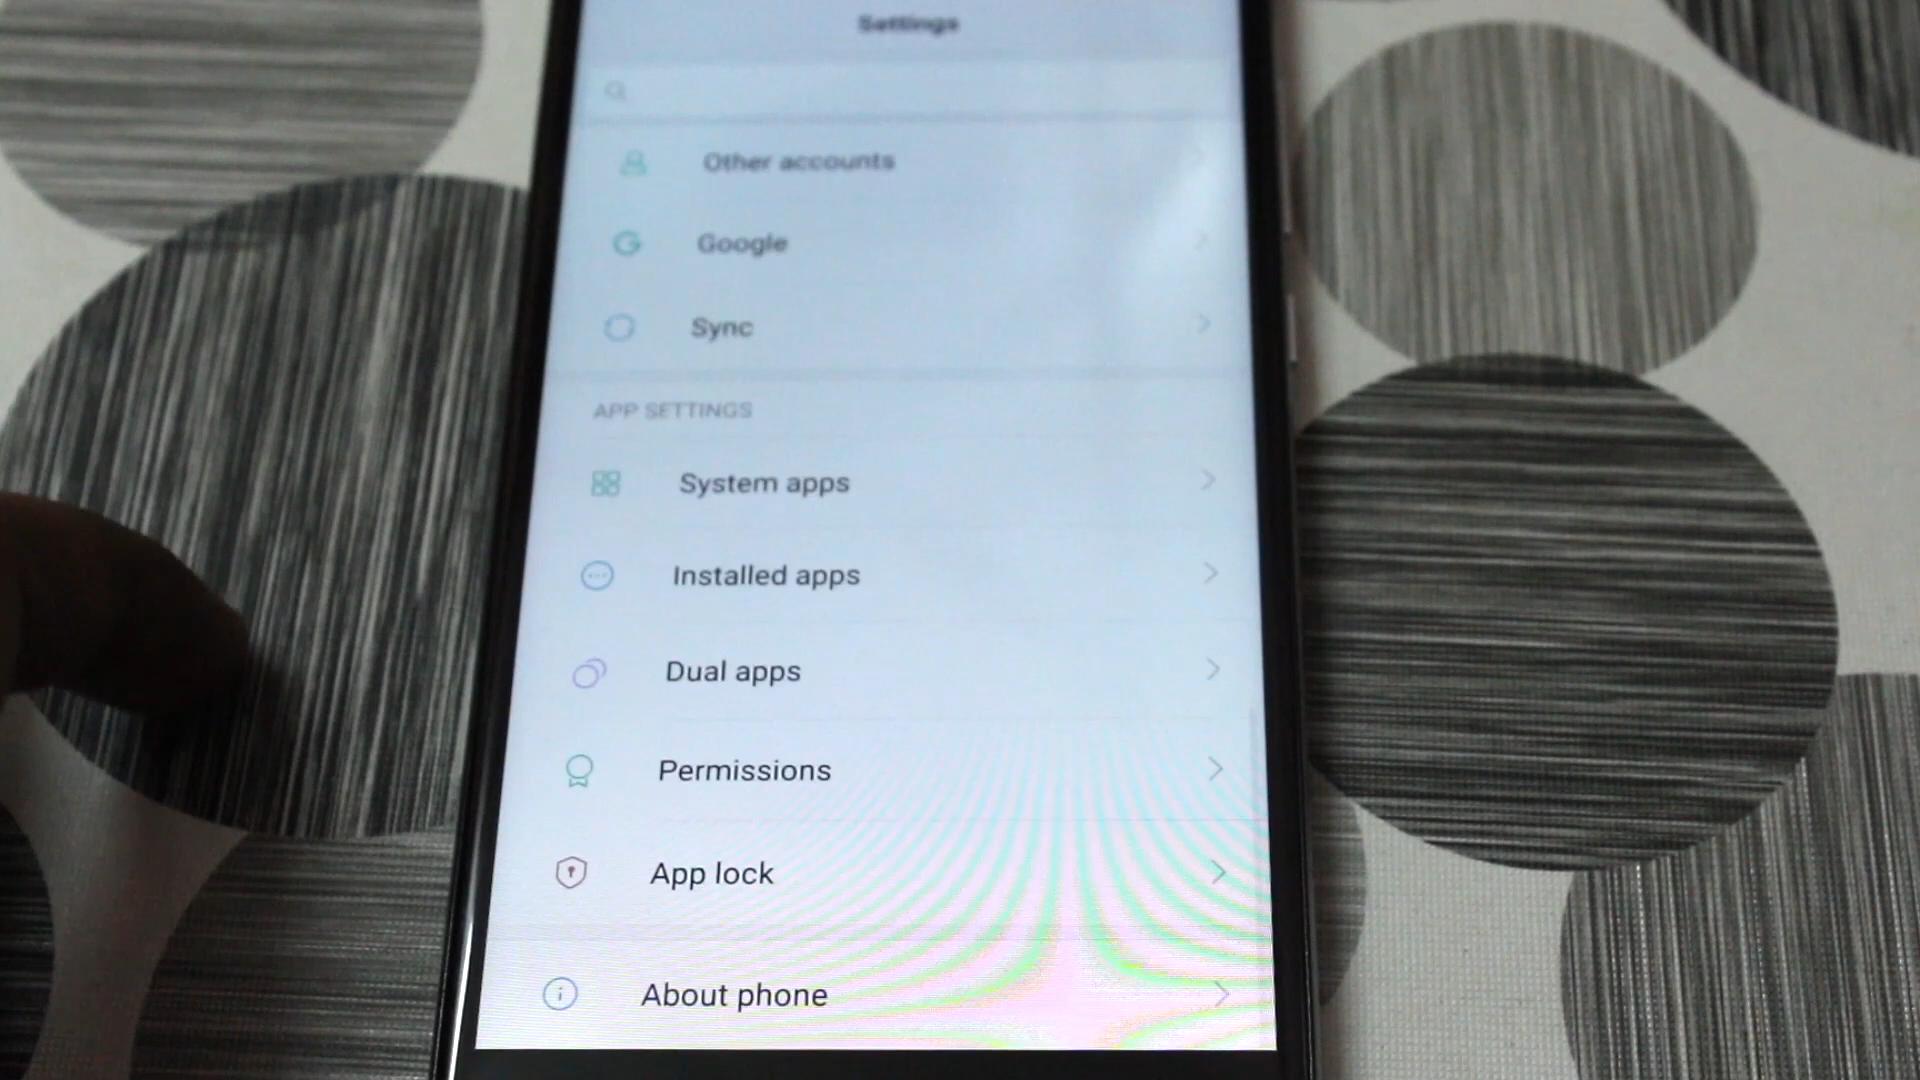 Settings
Other accounts
Google
Sync
APP SETTINGS
System apps
Installed apps
Dual apps
Permissions
App lock
About phone